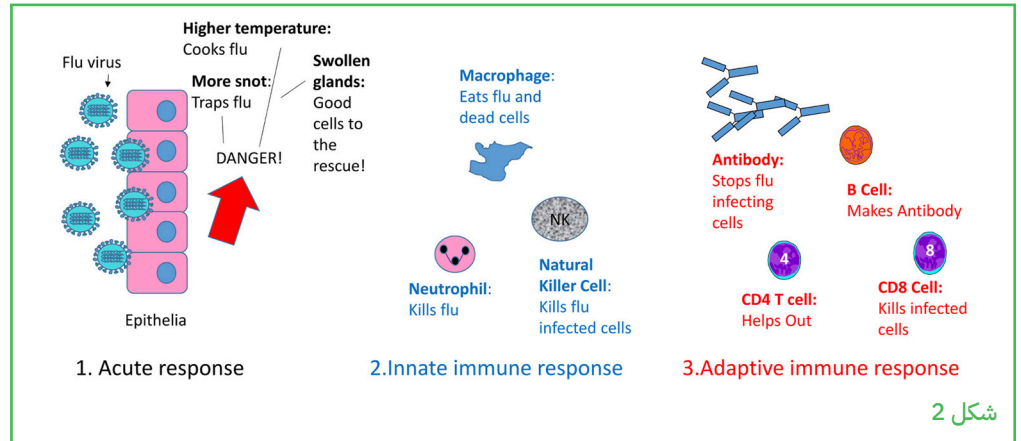 Flu virus
Higher temperature:
Cooks flu
More snot:
Traps flu
Swollen
glands:
Good
cells to
the
rescue!
DANGER!
Epithelia
1. Acute response
Macrophage:
Eats flu and
dead cells
NK
Neutrophil:
Kills flu
Natural
Killer Cell:
Kills flu
infected cells
2.Innate immune response
Antibody:
Stops flu
infecting
cells
B Cell:
Makes Antibody
4
CD4 T cell:
Helps Out
8
CD8 Cell:
Kills infected
cells
3.Adaptive immune response
شكل 2